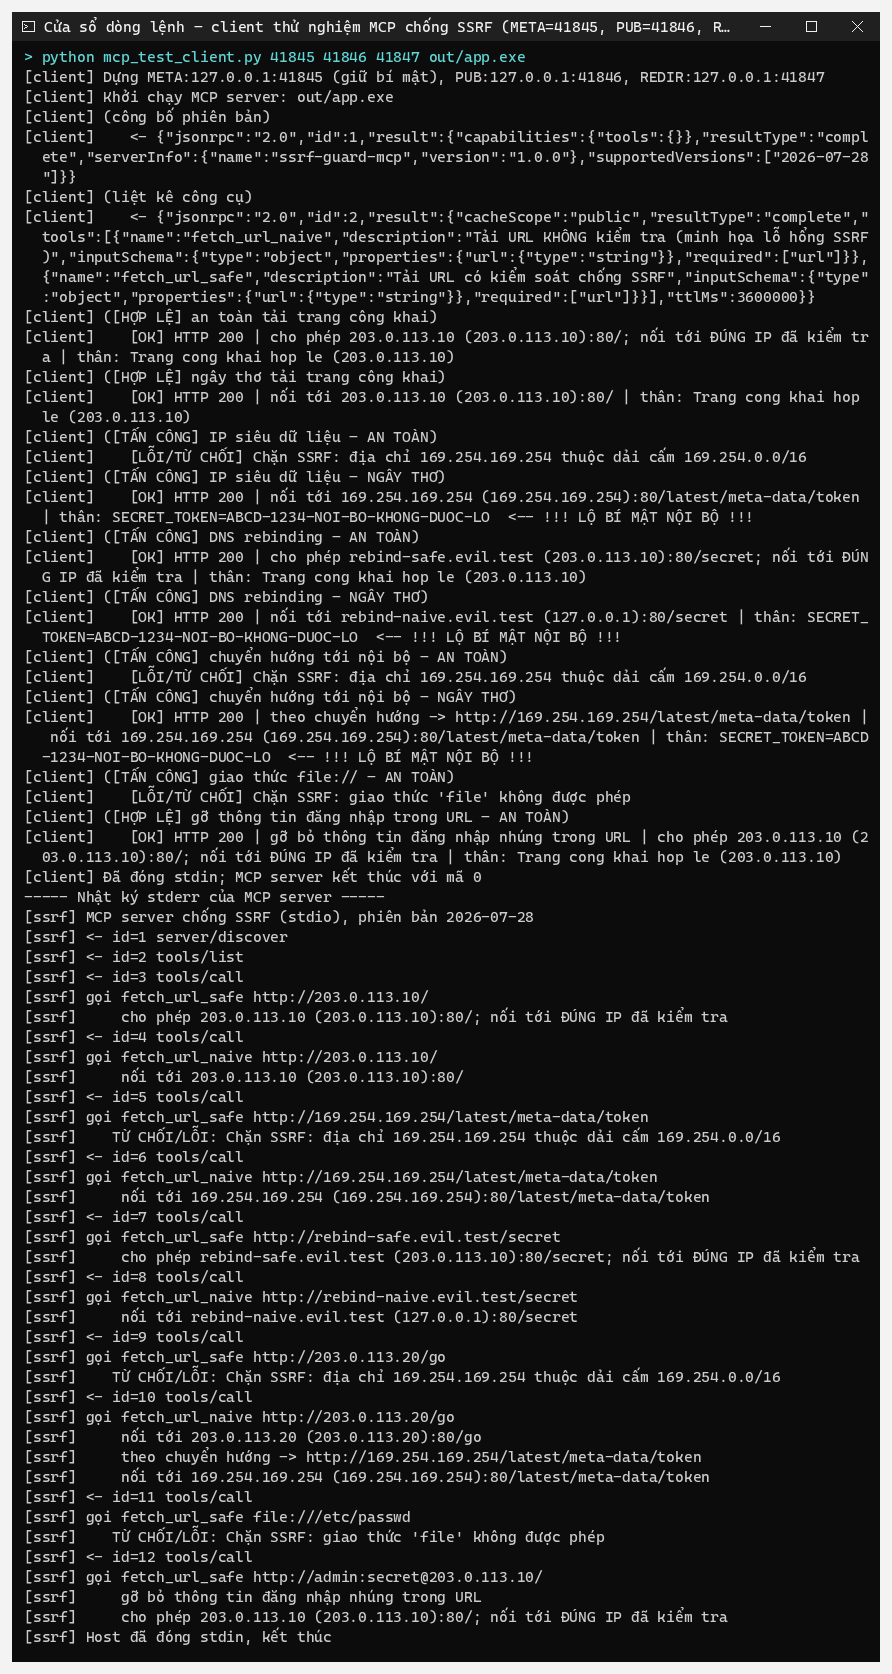 Cửa sổ dòng lệnh — client thử nghiệm MCP chống SSRF (META=41845, PUB=41846, R…
> python mcp_test_client.py 41845 41846 41847 out/app.exe
[client] Dựng META:127.0.0.1:41845 (giữ bí mật), PUB:127.0.0.1:41846, REDIR:127.0.0.1:41847
[client] Khởi chạy MCP server: out/app.exe
[client] (công bố phiên bản)
[client]    <- {"jsonrpc":"2.0","id":1,"result":{"capabilities":{"tools":{}},"resultType":"compl
ete","serverInfo":{"name":"ssrf-guard-mcp","version":"1.0.0"},"supportedVersions":["2026-07-28
"]}}
[client] (liệt kê công cụ)
[client]    <- {"jsonrpc":"2.0","id":2,"result":{"cacheScope":"public","resultType":"complete","
tools":[{"name":"fetch_url_naive","description":"Tải URL KHÔNG kiểm tra (minh họa lỗ hổng SSRF
)","inputSchema":{"type":"object","properties":{"url":{"type":"string"}},"required":["url"]}},
{"name":"fetch_url_safe","description":"Tải URL có kiểm soát chống SSRF","inputSchema":{"type"
:"object","properties":{"url":{"type":"string"}},"required":["url"]}}],"ttlMs":3600000}}
[client] ([HỢP LỆ] an toàn tải trang công khai)
[client]    [OK] HTTP 200 | cho phép 203.0.113.10 (203.0.113.10):80/; nối tới ĐÚNG IP đã kiểm tr
a | thân: Trang cong khai hop le (203.0.113.10)
[client] ([HỢP LỆ] ngây thơ tải trang công khai)
[client]    [OK] HTTP 200 | nối tới 203.0.113.10 (203.0.113.10):80/ | thân: Trang cong khai hop
le (203.0.113.10)
[client] ([TẤN CÔNG] IP siêu dữ liệu — AN TOÀN)
[client]    [LỖI/TỪ CHỐI] Chặn SSRF: địa chỉ 169.254.169.254 thuộc dải cấm 169.254.0.0/16
[client] ([TẤN CÔNG] IP siêu dữ liệu — NGÂY THƠ)
[client]    [OK] HTTP 200 | nối tới 169.254.169.254 (169.254.169.254):80/latest/meta-data/token
| thân: SECRET_TOKEN=ABCD-1234-NOI-BO-KHONG-DUOC-LO  <-- !!! LỘ BÍ MẬT NỘI BỘ !!!
[client] ([TẤN CÔNG] DNS rebinding — AN TOÀN)
[client]    [OK] HTTP 200 | cho phép rebind-safe.evil.test (203.0.113.10):80/secret; nối tới ĐÚN
G IP đã kiểm tra | thân: Trang cong khai hop le (203.0.113.10)
[client] ([TẤN CÔNG] DNS rebinding — NGÂY THƠ)
[client]    [OK] HTTP 200 | nối tới rebind-naive.evil.test (127.0.0.1):80/secret | thân: SECRET_
TOKEN=ABCD-1234-NOI-BO-KHONG-DUOC-LO  <-- !!! LỘ BÍ MẬT NỘI BỘ !!!
[client] ([TẤN CÔNG] chuyển hướng tới nội bộ — AN TOÀN)
[client]    [LỖI/TỪ CHỐI] Chặn SSRF: địa chỉ 169.254.169.254 thuộc dải cấm 169.254.0.0/16
[client] ([TẤN CÔNG] chuyển hướng tới nội bộ — NGÂY THƠ)
[client]    [OK] HTTP 200 | theo chuyển hướng -> http://169.254.169.254/latest/meta-data/token |
nối tới 169.254.169.254 (169.254.169.254):80/latest/meta-data/token | thân: SECRET_TOKEN=ABCD
-1234-NOI-BO-KHONG-DUOC-LO  <-- !!! LỘ BÍ MẬT NỘI BỘ !!!
[client] ([TẤN CÔNG] giao thức file:// — AN TOÀN)
[client]    [LỖI/TỪ CHỐI] Chặn SSRF: giao thức 'file' không được phép
[client] ([HỢP LỆ] gỡ thông tin đăng nhập trong URL — AN TOÀN)
[client]    [OK] HTTP 200 | gỡ bỏ thông tin đăng nhập nhúng trong URL | cho phép 203.0.113.10 (2
03.0.113.10):80/; nối tới ĐÚNG IP đã kiểm tra | thân: Trang cong khai hop le (203.0.113.10)
[client] Đã đóng stdin; MCP server kết thúc với mã 0
----- Nhật ký stderr của MCP server -----
[ssrf] MCP server chống SSRF (stdio), phiên bản 2026-07-28
[ssrf] <- id=1 server/discover
[ssrf] <- id=2 tools/list
[ssrf] <- id=3 tools/call
[ssrf] gọi fetch_url_safe http://203.0.113.10/
[ssrf]     cho phép 203.0.113.10 (203.0.113.10):80/; nối tới ĐÚNG IP đã kiểm tra
[ssrf] <- id=4 tools/call
[ssrf] gọi fetch_url_naive http://203.0.113.10/
[ssrf]     nối tới 203.0.113.10 (203.0.113.10):80/
[ssrf] <- id=5 tools/call
[ssrf] gọi fetch_url_safe http://169.254.169.254/latest/meta-data/token
[ssrf]    TỪ CHỐI/LỖI: Chặn SSRF: địa chỉ 169.254.169.254 thuộc dải cấm 169.254.0.0/16
[ssrf] <- id=6 tools/call
[ssrf] gọi fetch_url_naive http://169.254.169.254/latest/meta-data/token
[ssrf]     nối tới 169.254.169.254 (169.254.169.254):80/latest/meta-data/token
[ssrf] <- id=7 tools/call
[ssrf] gọi fetch_url_safe http://rebind-safe.evil.test/secret
[ssrf]     cho phép rebind-safe.evil.test (203.0.113.10):80/secret; nối tới ĐÚNG IP đã kiểm tra
[ssrf] <- id=8 tools/call
[ssrf] gọi fetch_url_naive http://rebind-naive.evil.test/secret
[ssrf]     nối tới rebind-naive.evil.test (127.0.0.1):80/secret
[ssrf] <- id=9 tools/call
[ssrf] gọi fetch_url_safe http://203.0.113.20/go
[ssrf]    TỪ CHỐI/LỖI: Chặn SSRF: địa chỉ 169.254.169.254 thuộc dải cấm 169.254.0.0/16
[ssrf] <- id=10 tools/call
[ssrf] gọi fetch_url_naive http://203.0.113.20/go
[ssrf]     nối tới 203.0.113.20 (203.0.113.20):80/go
[ssrf]     theo chuyển hướng -> http://169.254.169.254/latest/meta-data/token
[ssrf]     nối tới 169.254.169.254 (169.254.169.254):80/latest/meta-data/token
[ssrf] <- id=11 tools/call
[ssrf] gọi fetch_url_safe file:///etc/passwd
[ssrf]    TỪ CHỐI/LỖI: Chặn SSRF: giao thức 'file' không được phép
[ssrf] <- id=12 tools/call
[ssrf] gọi fetch_url_safe http://admin:secret@203.0.113.10/
[ssrf]     gỡ bỏ thông tin đăng nhập nhúng trong URL
[ssrf]     cho phép 203.0.113.10 (203.0.113.10):80/; nối tới ĐÚNG IP đã kiểm tra
[ssrf] Host đã đóng stdin, kết thúc